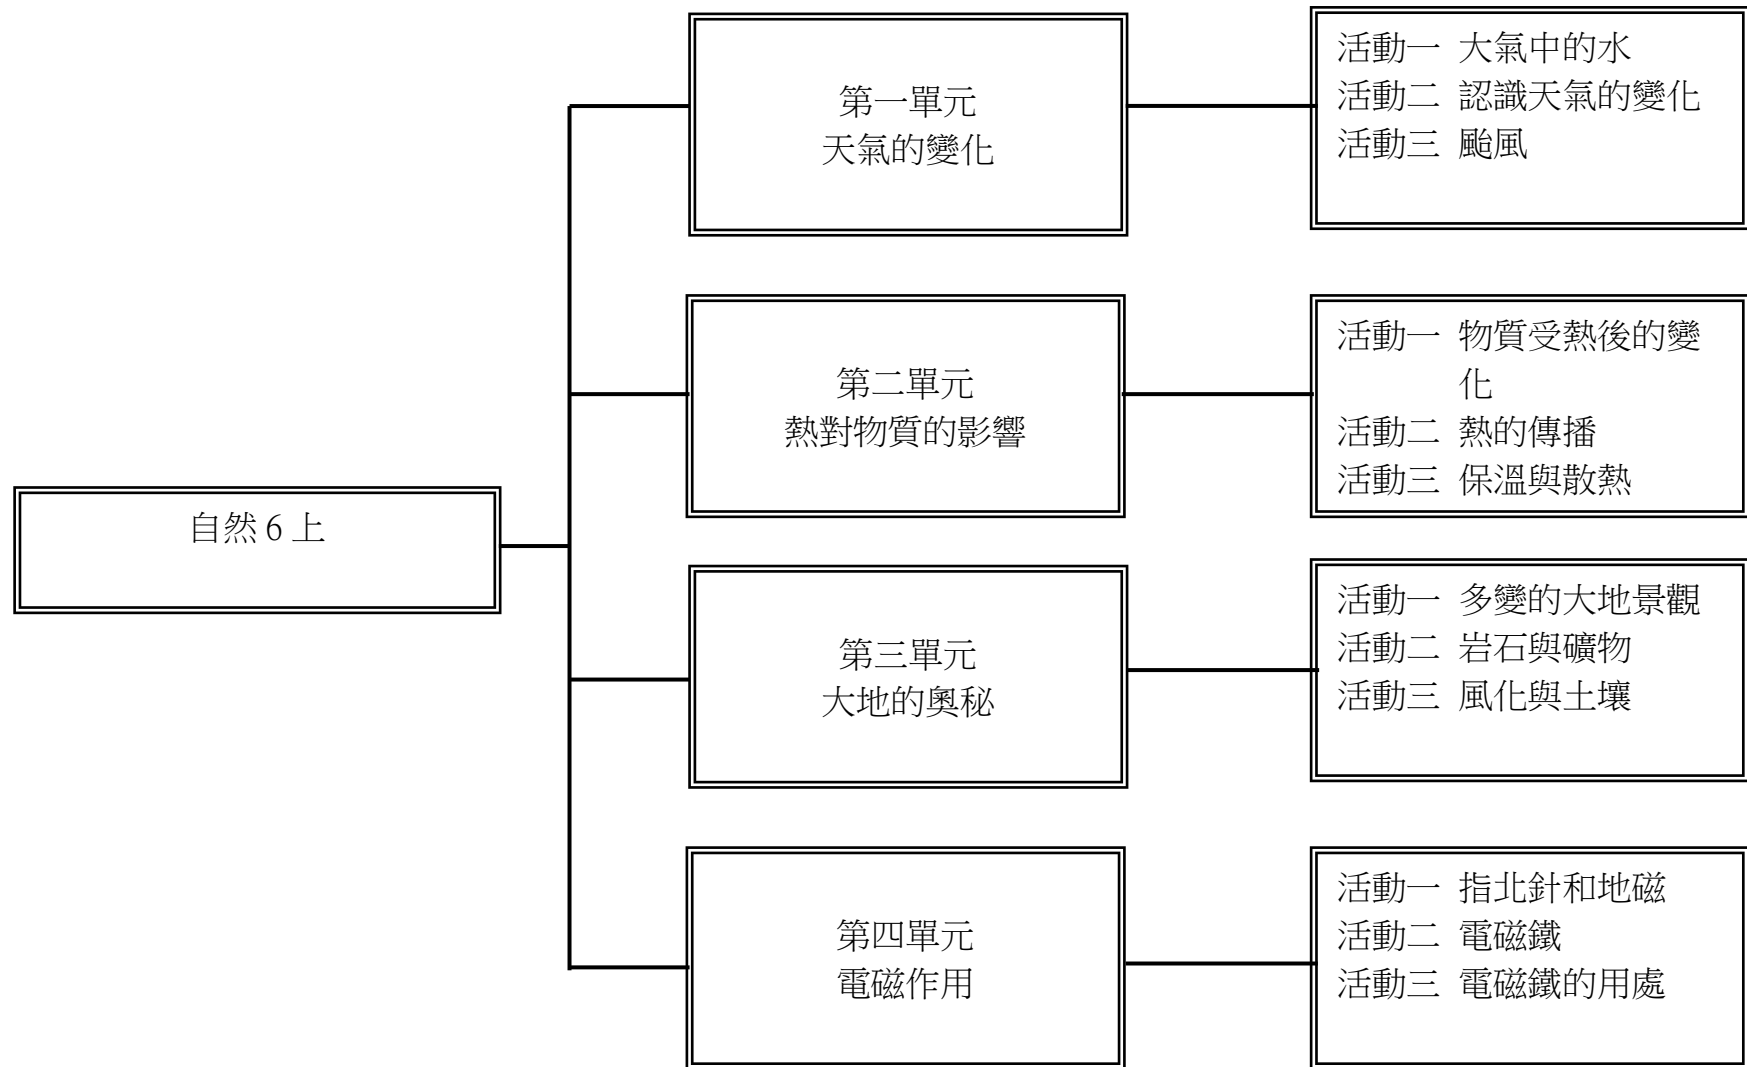 自然 6 上
第一單元
天氣的變化
活動一 大氣中的水
活動二 認識天氣的變化
活動三 颱風
第二單元
熱對物質的影響
活動一 物質受熱後的變
化
活動二 熱的傳播
活動三 保溫與散熱
第三單元
大地的奧秘
活動一 多變的大地景觀
活動二 岩石與礦物
活動三 風化與土壤
第四單元
電磁作用
活動一 指北針和地磁
活動二 電磁鐵
活動三 電磁鐵的用處